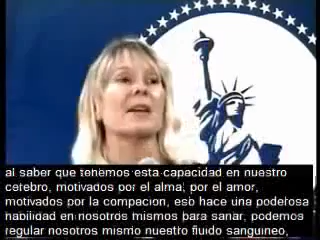 al saber que tenemos esta capacidad en nuestro
cerebro, motivados por el alma, por el amor,
motivados por la compacion, eso hace una poderosa
habilidad en nosotros mismos para sanar, podemos
regular nosotros mismo nuestro fluido sanguineo,